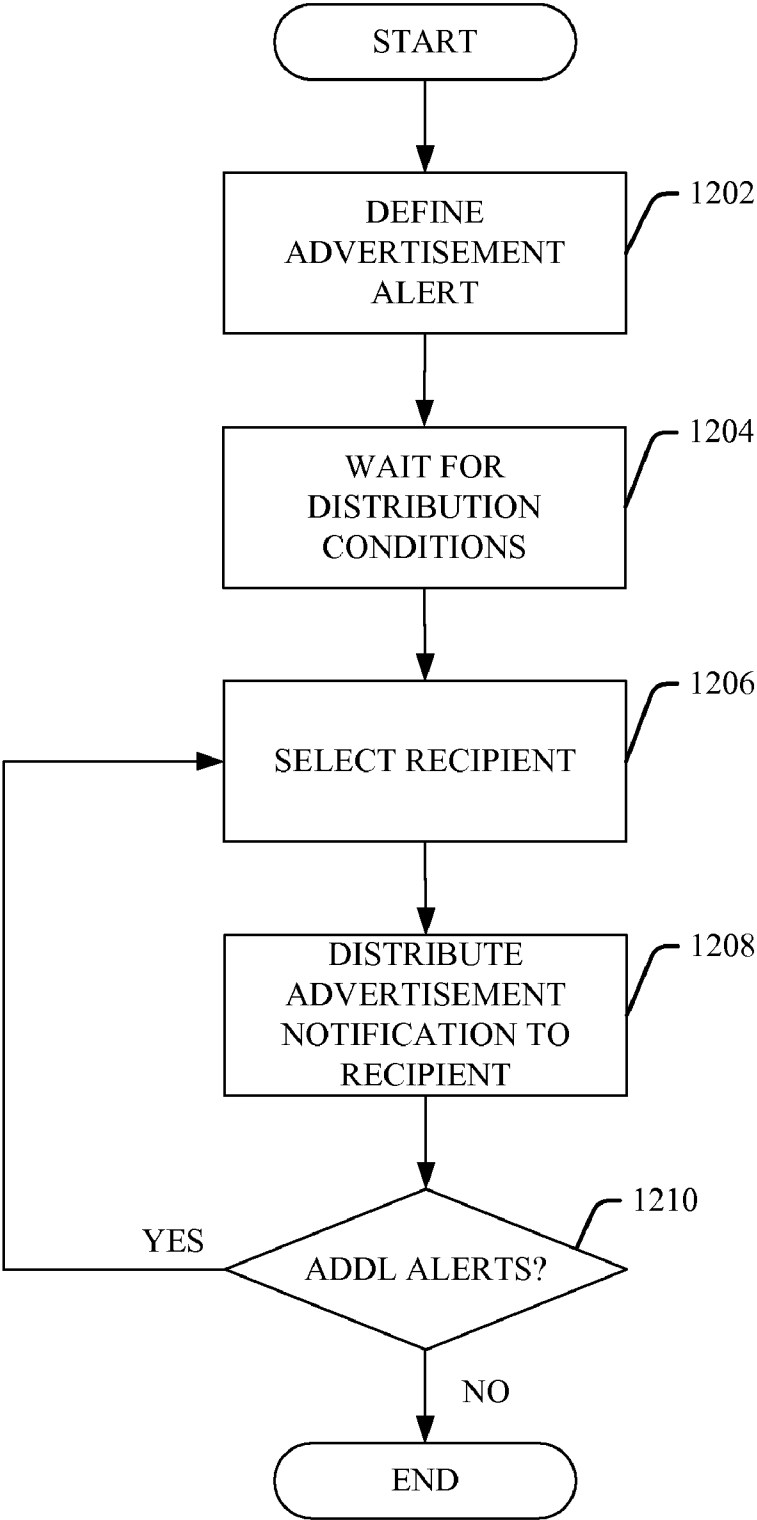 START
1202
DEFINE
ADVERTISEMENT
ALERT
1204
WAIT FOR
DISTRIBUTION
CONDITIONS
1206
SELECT RECIPIENT
1208
DISTRIBUTE
ADVERTISEMENT
NOTIFICATION TO
RECIPIENT
1210
YES
ADDL ALERTS?
NO
END